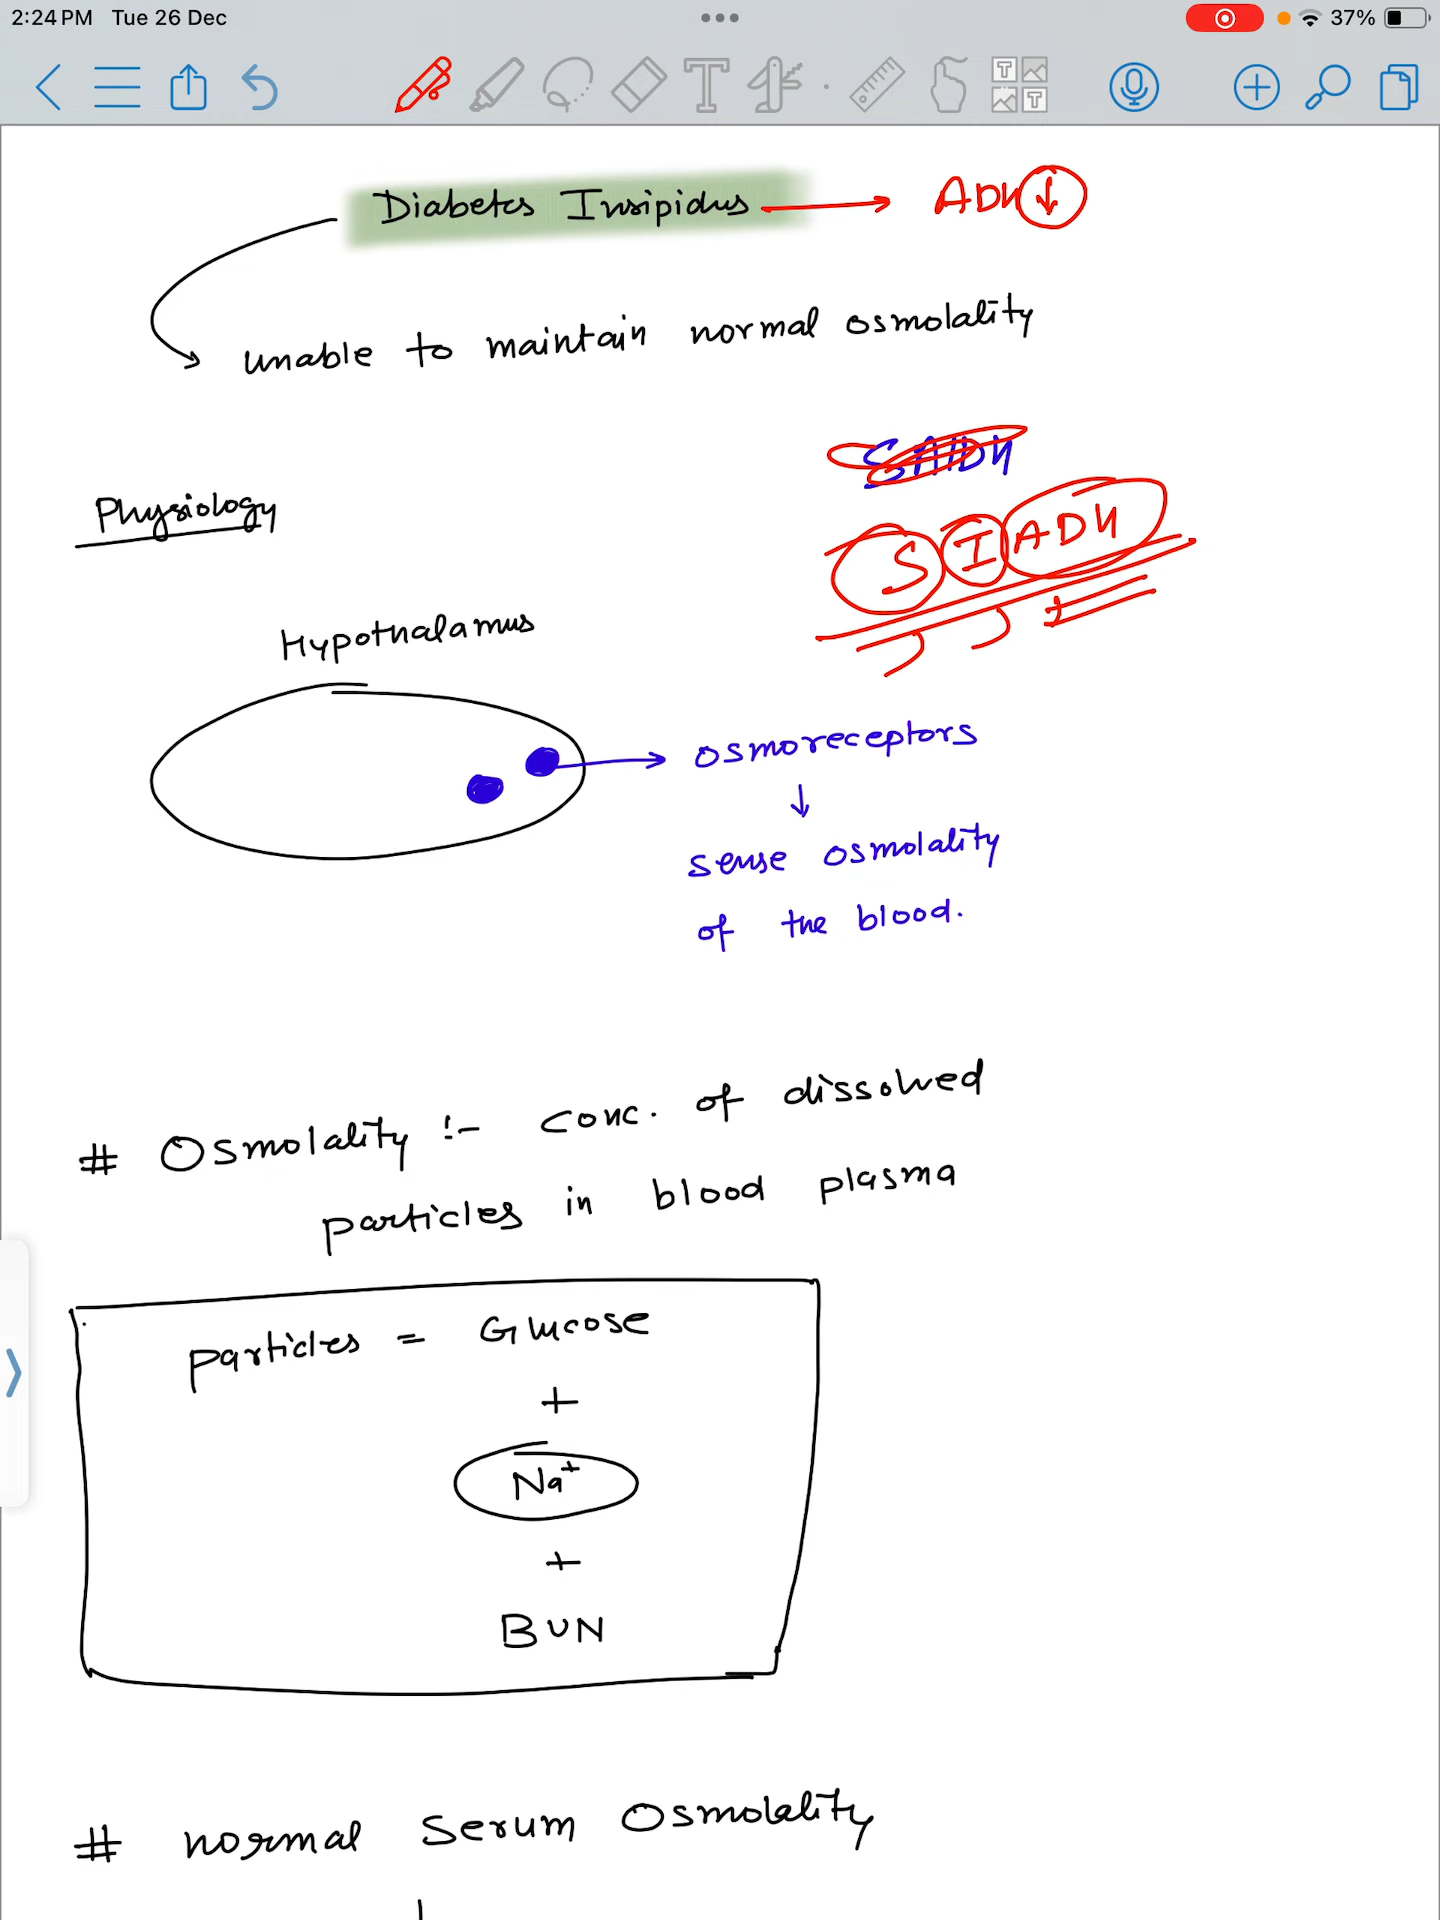 2:24 PM Tue 26 Dec
37%
Diabetes Insipidus → ADH ↓
unable to maintain normal osmolality
SAIDH
Physiology
SIADH
Hypothalamus
osmoreceptors
↓
sense osmolality
of the blood.
# Osmolality :- conc. of dissolved
particles in blood plasma
particles = Glucose
+
Na+
+
BUN
# normal serum osmolality